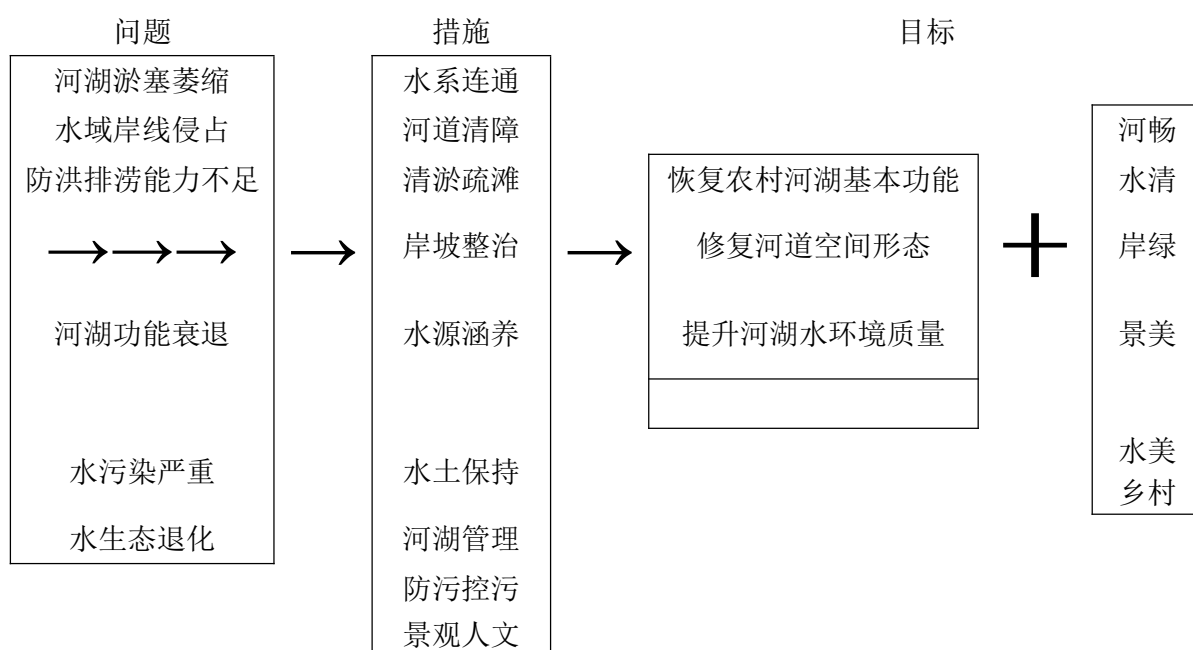 问题
河湖淤塞萎缩
水域岸线侵占
防洪排涝能力不足
→→→→
河湖功能衰退
水污染严重
水生态退化
措施
水系连通
河道清障
清淤疏滩
岸坡整治
水源涵养
水土保持
河湖管理
防污控污
景观人文
→
目标
恢复农村河湖基本功能
修复河道空间形态
提升河湖水环境质量
+
河畅
水清
岸绿
景美
水美
乡村